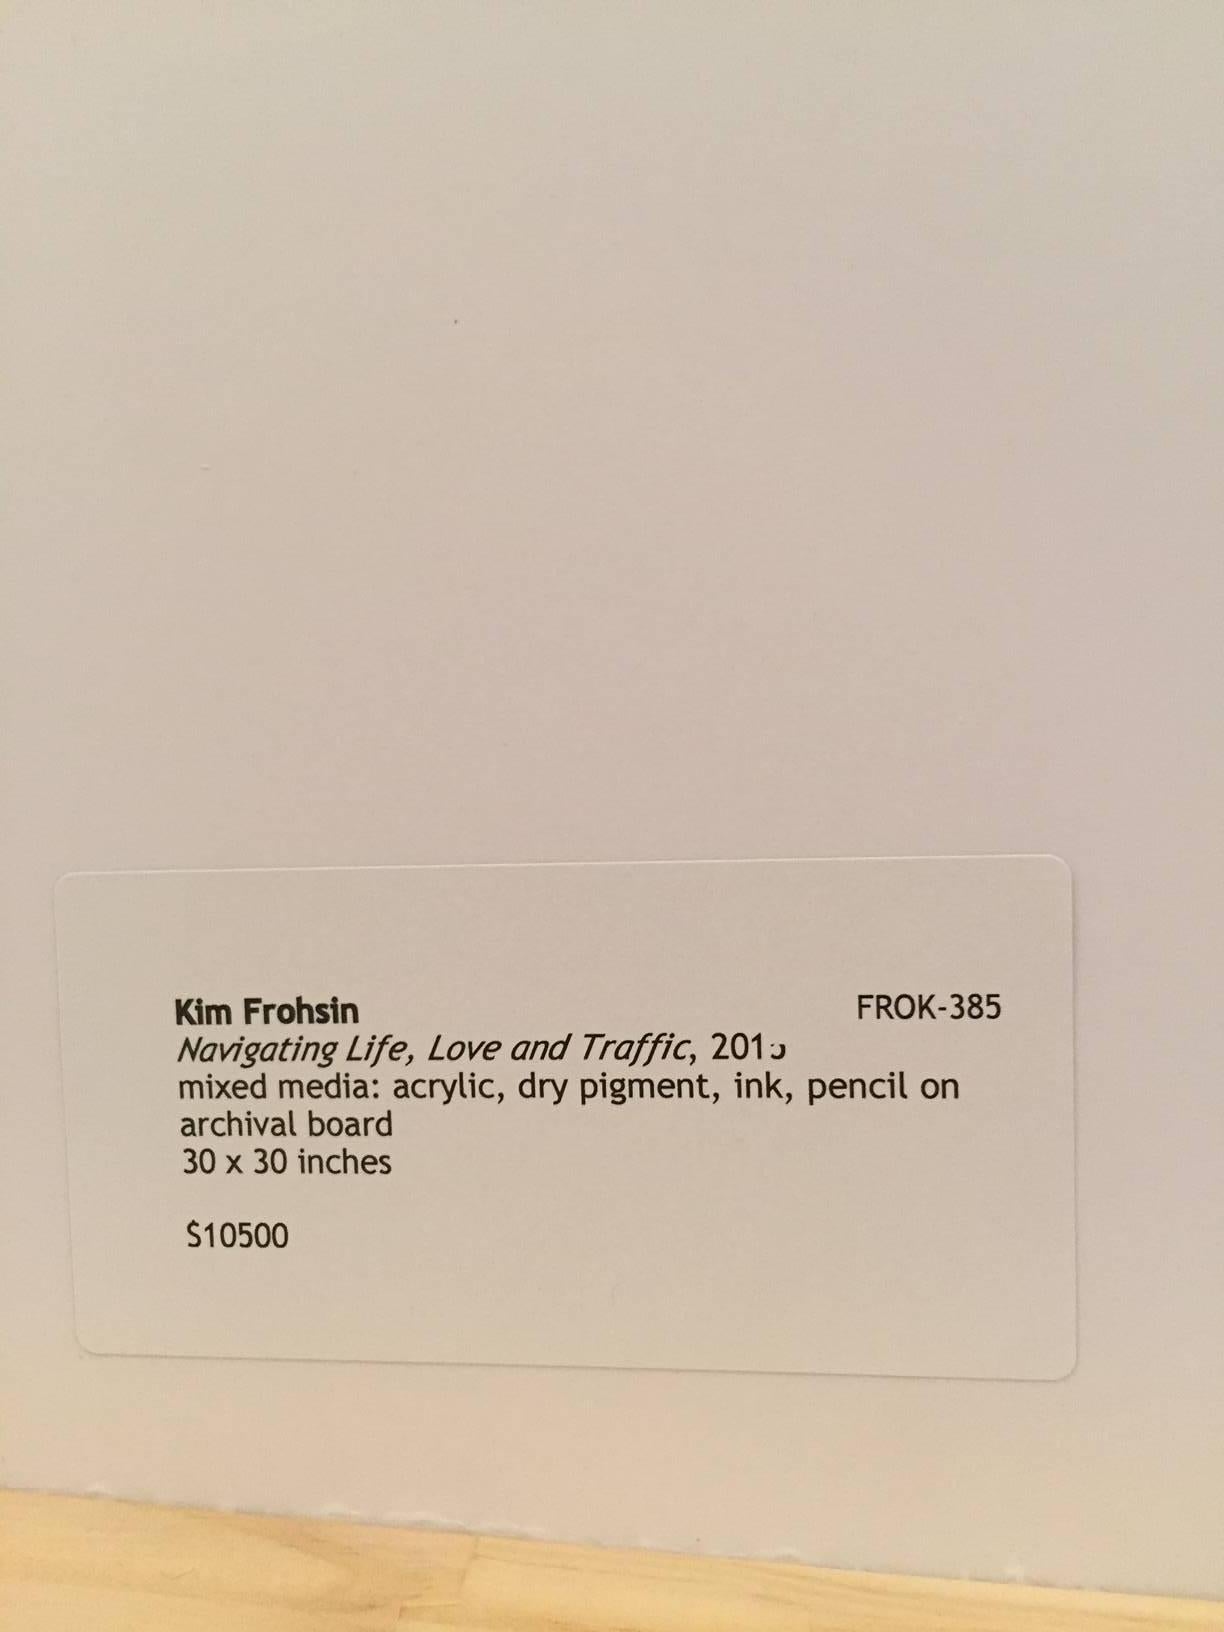 Kim Frohsin FROK-385
Navigating Life, Love and Traffic,
mixed media: acrylic, dry pigment, ink, pencil on
archival board
30 x 30 inches
$10500